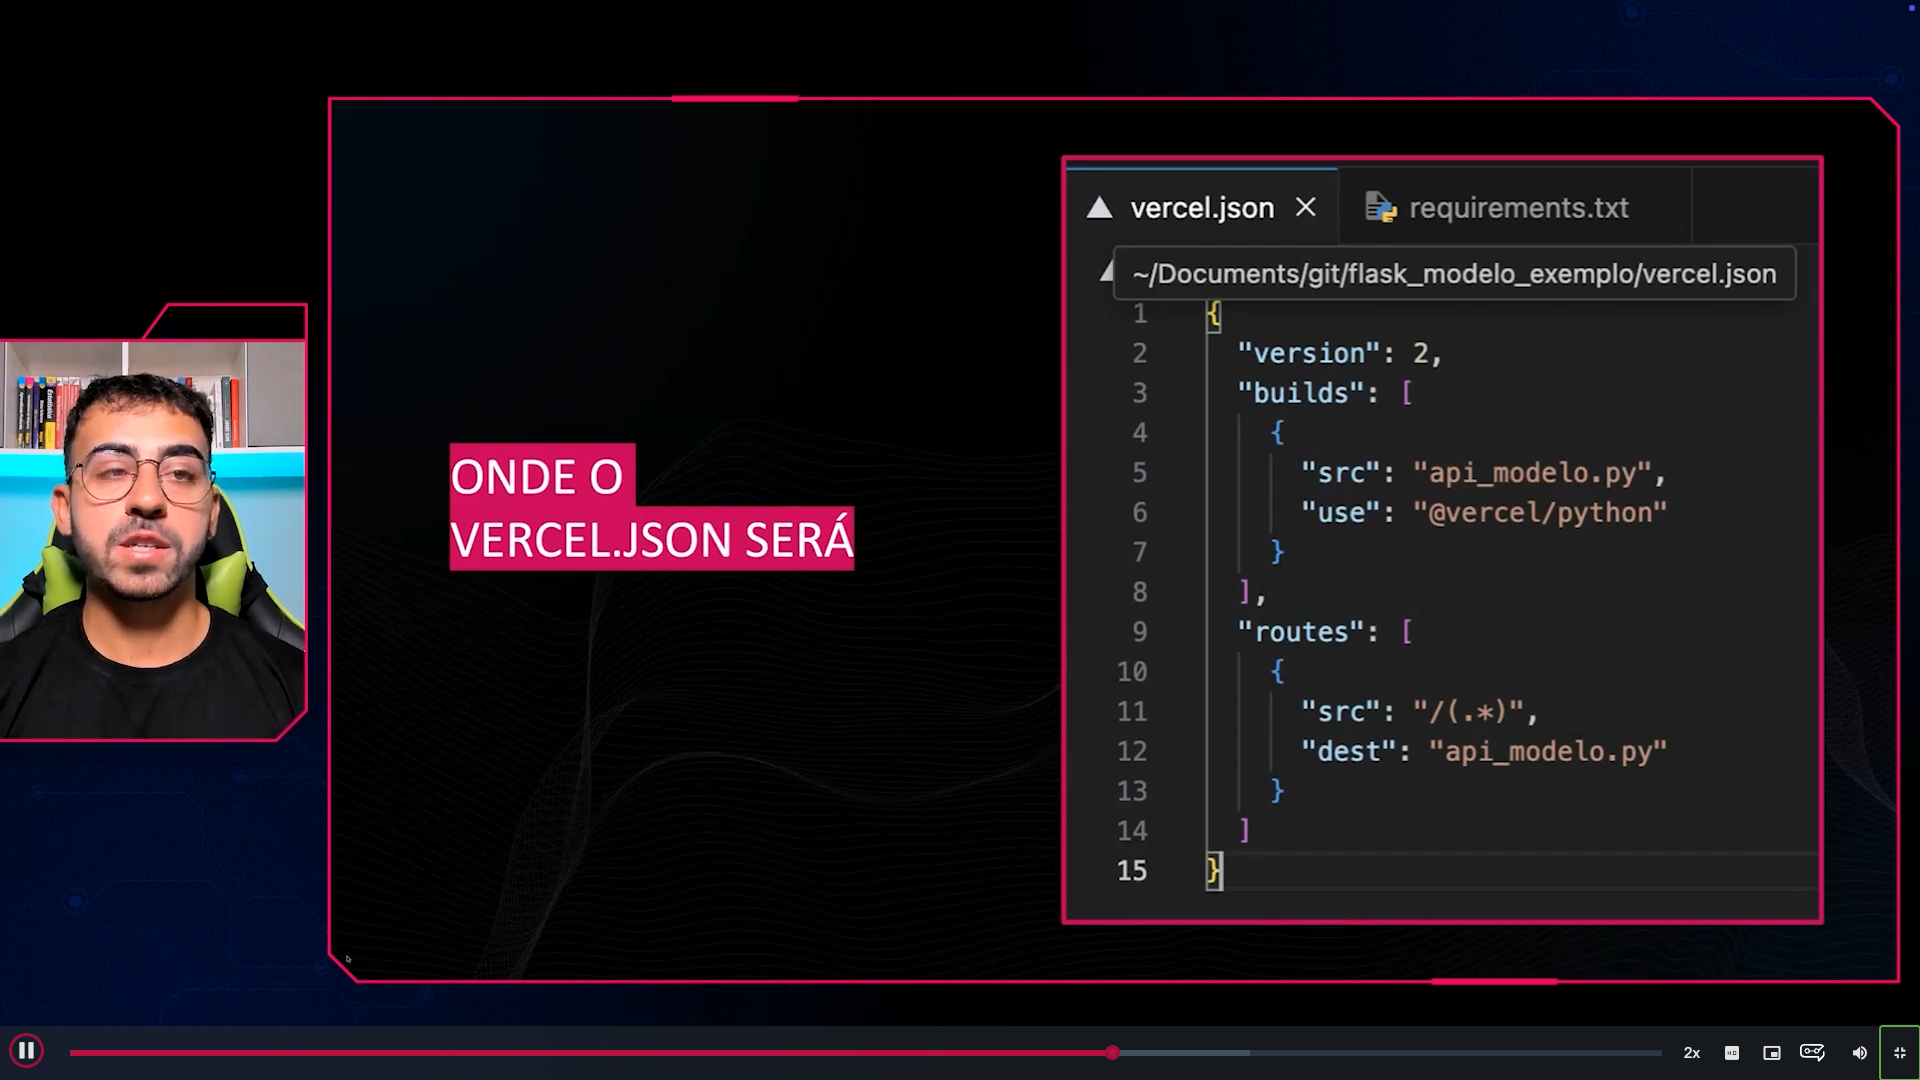 ONDE O
VERCEL.JSON SERÁ
vercel.json
requirements.txt
~/Documents/git/flask_modelo_exemplo/vercel.json
1 {
2 "version": 2,
3 "builds": [
4 {
5 "src": "api_modelo.py",
6 "use": "@vercel/python"
7 }
8 ],
9 "routes": [
10 {
11 "src": "/(.*)",
12 "dest": "api_modelo.py"
13 }
14 ]
15 }
2x
HD